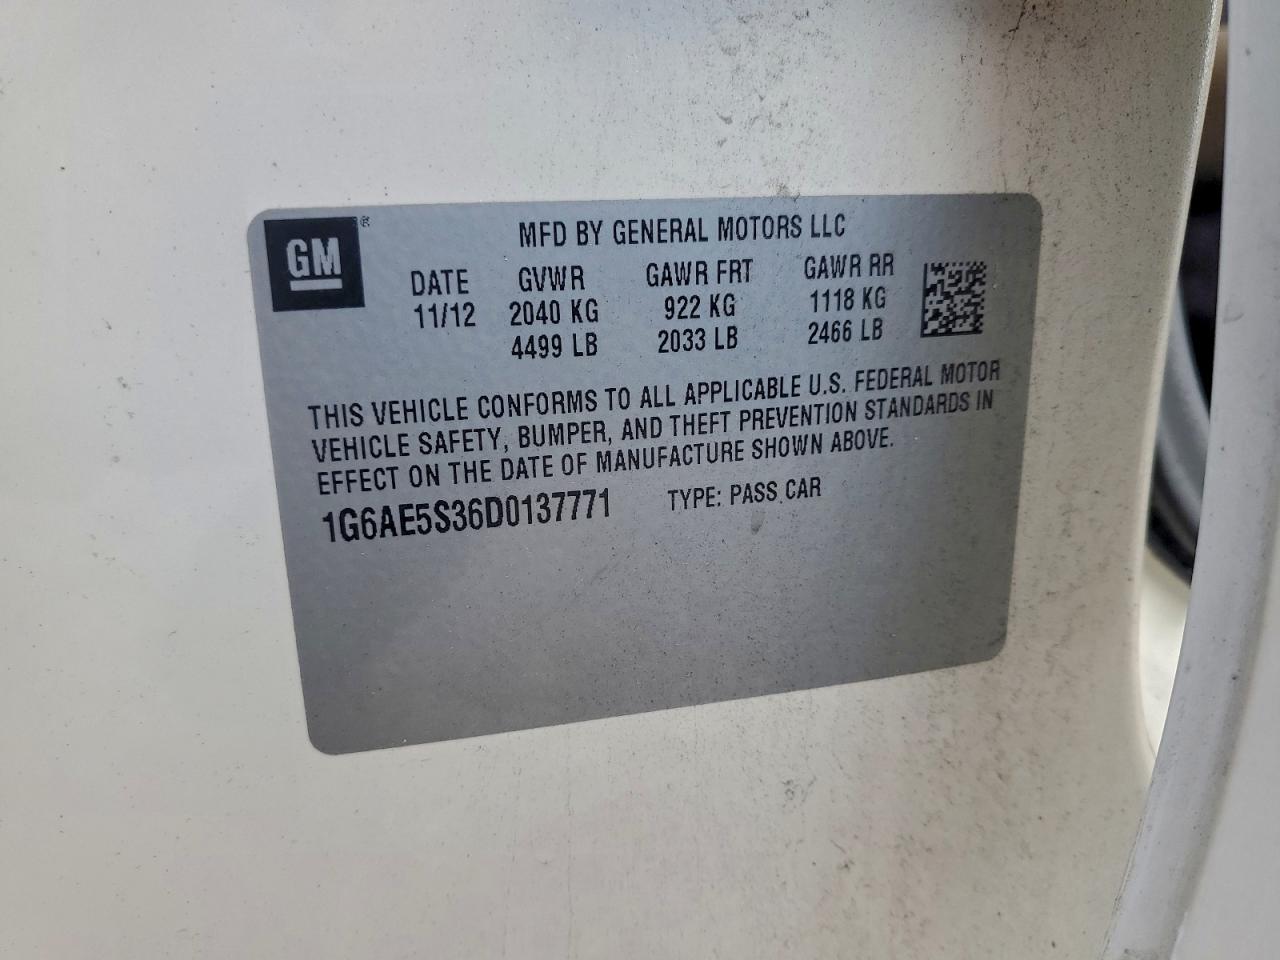 GM®
MFD BY GENERAL MOTORS LLC
DATE GVWR GAWR FRT GAWR RR
11/12 2040 KG 922 KG 1118 KG
4499 LB 2033 LB 2466 LB
THIS VEHICLE CONFORMS TO ALL APPLICABLE U.S. FEDERAL MOTOR
VEHICLE SAFETY, BUMPER, AND THEFT PREVENTION STANDARDS IN
EFFECT ON THE DATE OF MANUFACTURE SHOWN ABOVE.
1G6AE5S36D0137771 TYPE: PASS CAR